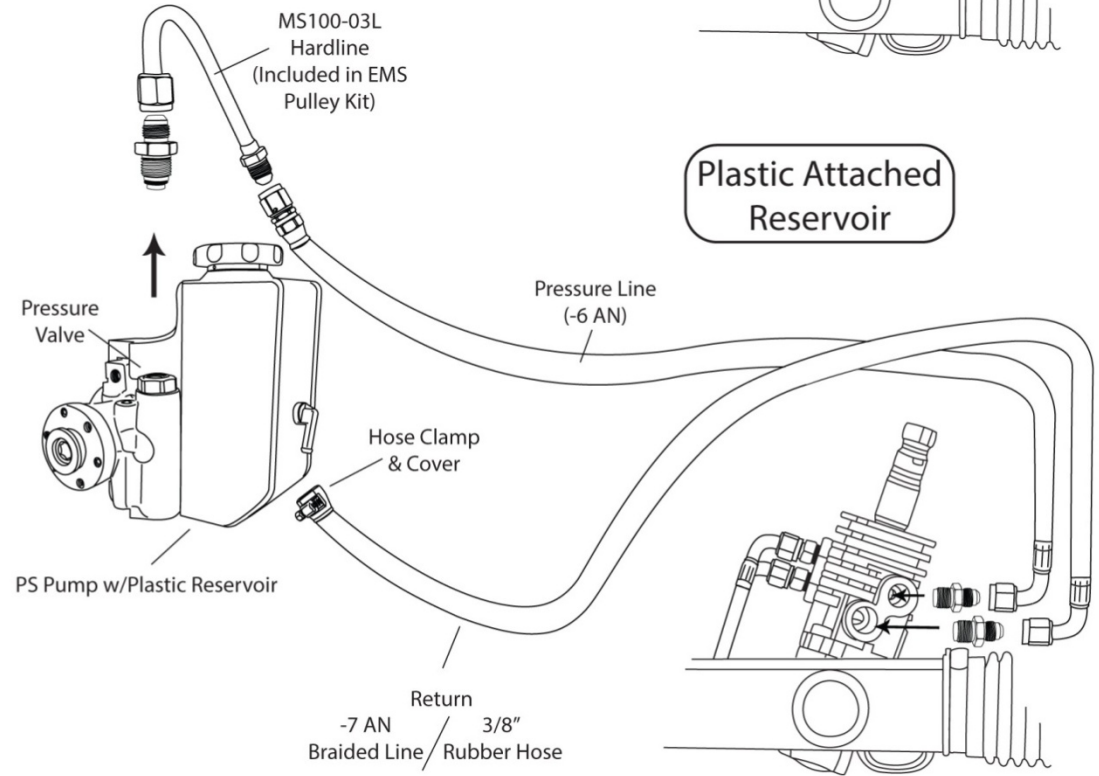 MS100-03L
Hardline
(Included in EMS
Pulley Kit)
Plastic Attached
Reservoir
Pressure
Valve
Pressure Line
(-6 AN)
Hose Clamp
& Cover
PS Pump w/Plastic Reservoir
Return
-7 AN
Braided Line
3/8”
Rubber Hose